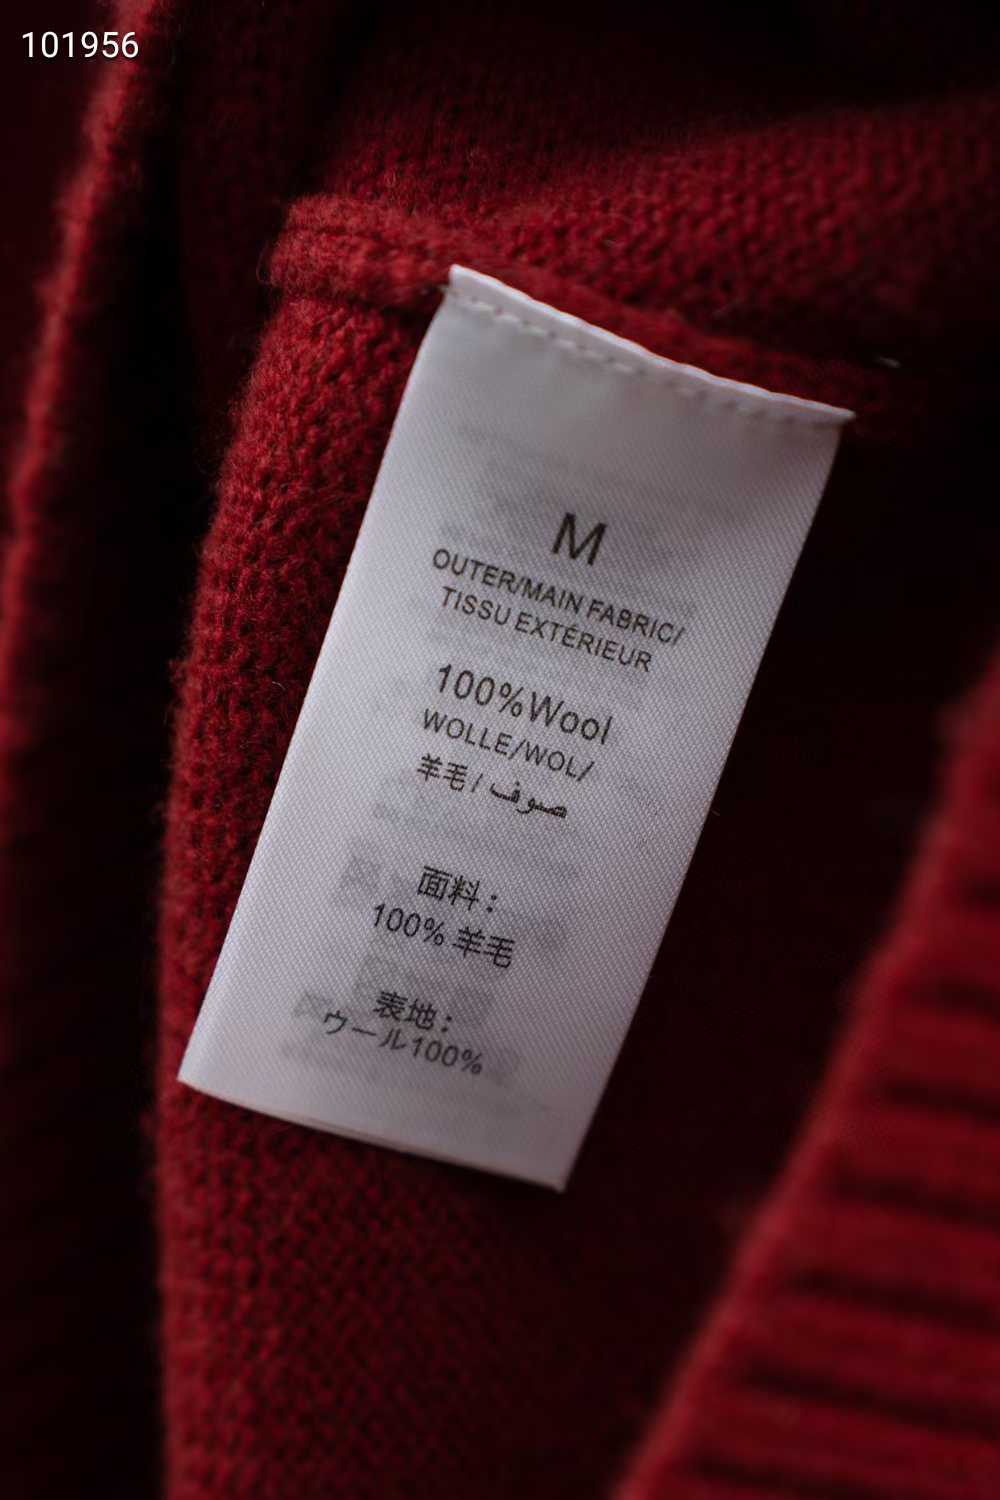 101956
M
OUTER/MAIN FABRIC/
TISSU EXTÉRIEUR
100%Wool
WOLLE/WOL/
羊毛/صوف
面料:
100% 羊毛
表地:
ウール100%